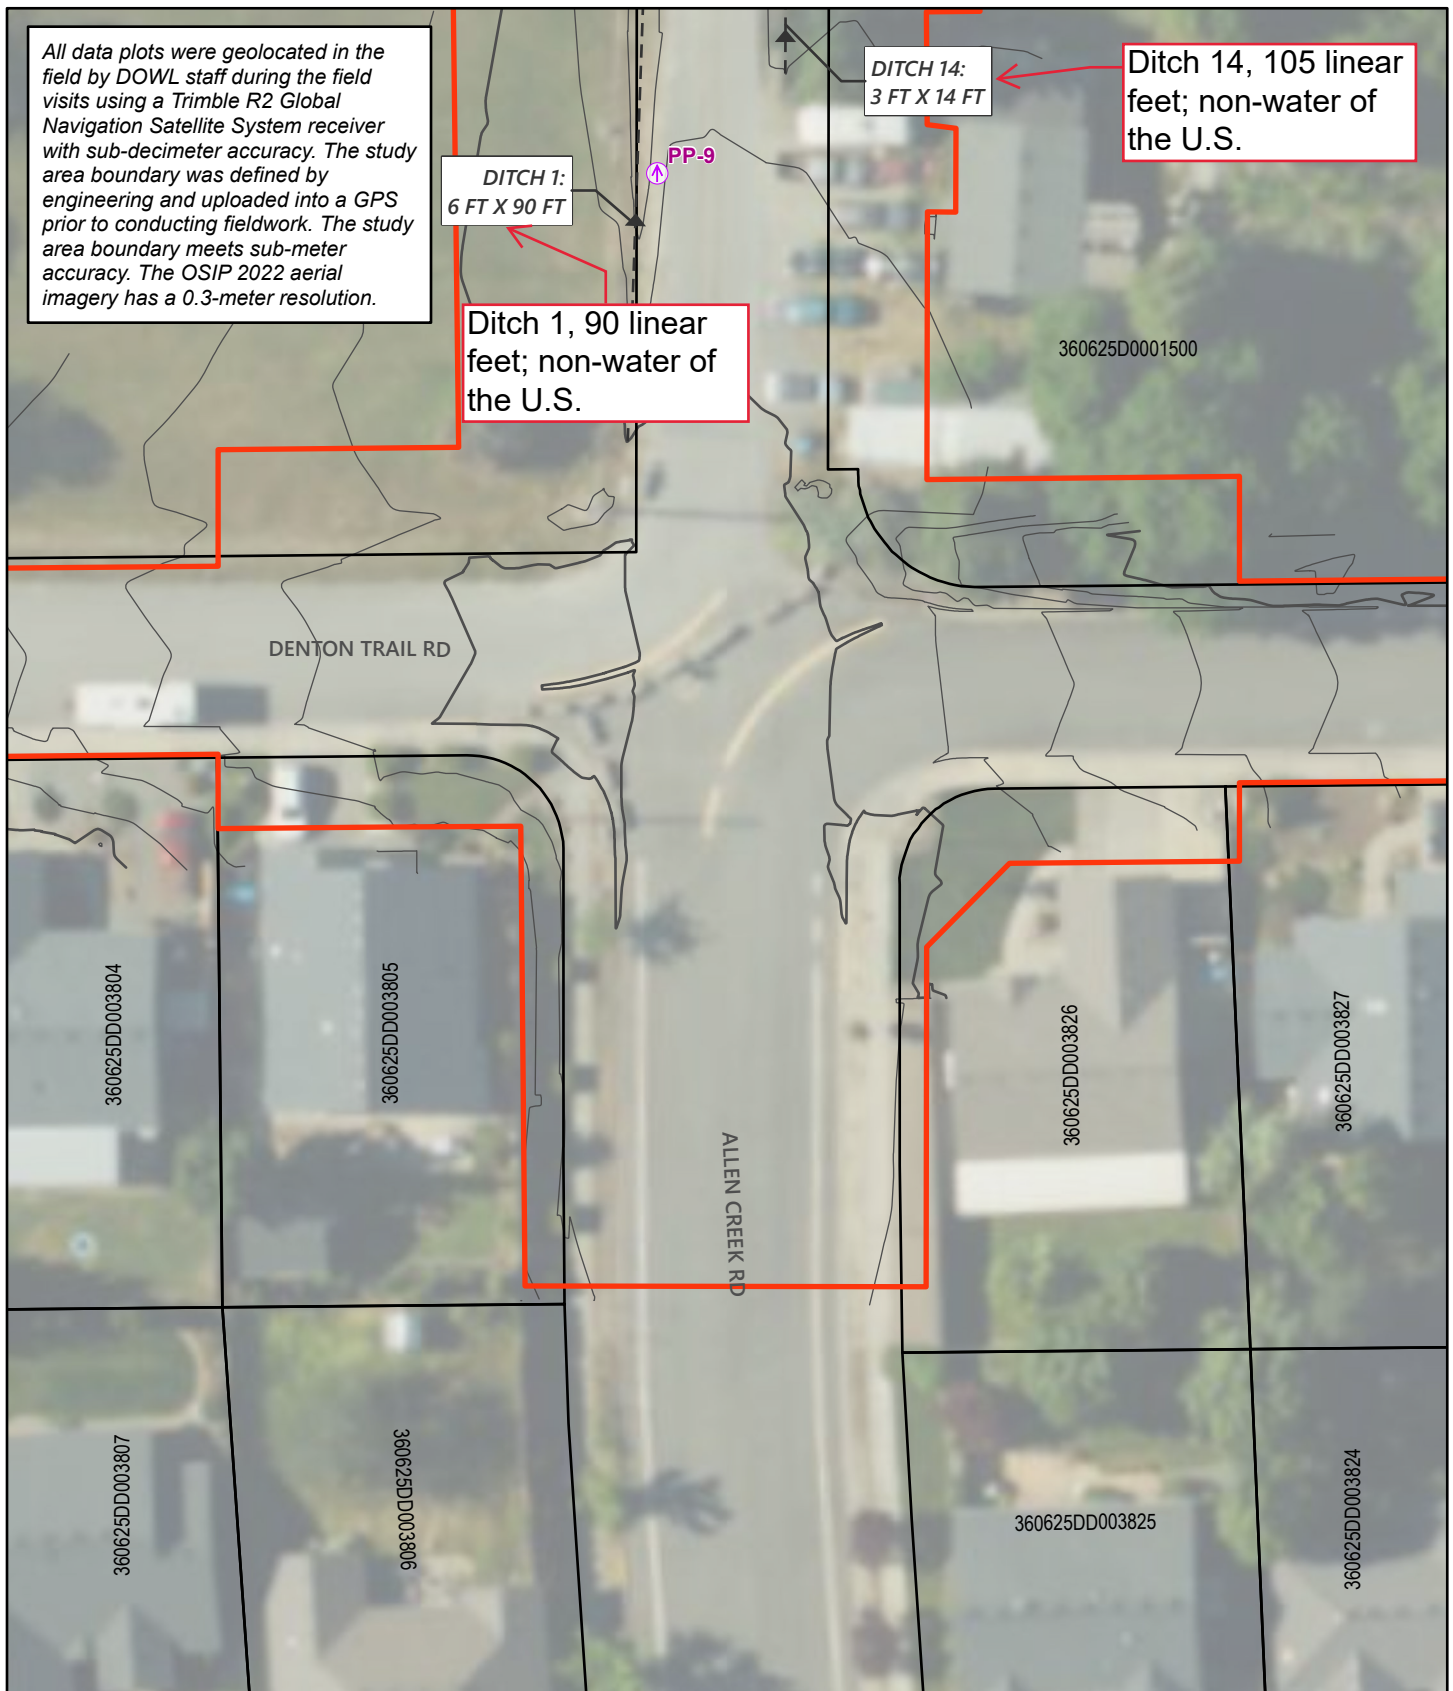 All data plots were geolocated in the
field by DOWL staff during the field
visits using a Trimble R2 Global
Navigation Satellite System receiver
with sub-decimeter accuracy. The study
area boundary was defined by
engineering and uploaded into a GPS
prior to conducting fieldwork. The study
area boundary meets sub-meter
accuracy. The OSIP 2022 aerial
imagery has a 0.3-meter resolution.
DITCH 14:
3 FT X 14 FT
Ditch 14, 105 linear
feet; non-water of
the U.S.
PP-9
DITCH 1:
6 FT X 90 FT
Ditch 1, 90 linear
feet; non-water of
the U.S.
360625D0001500
DENTON TRAIL RD
360625DD003804
360625DD003805
360625DD003826
360625DD003827
ALLEN CREEK RD
360625DD003807
360625DD003806
360625DD003825
360625DD003824